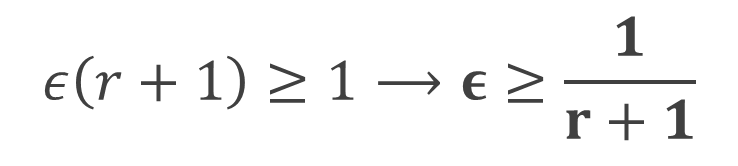 ϵ(r + 1) ≥ 1 → ϵ ≥ 1/(r + 1)